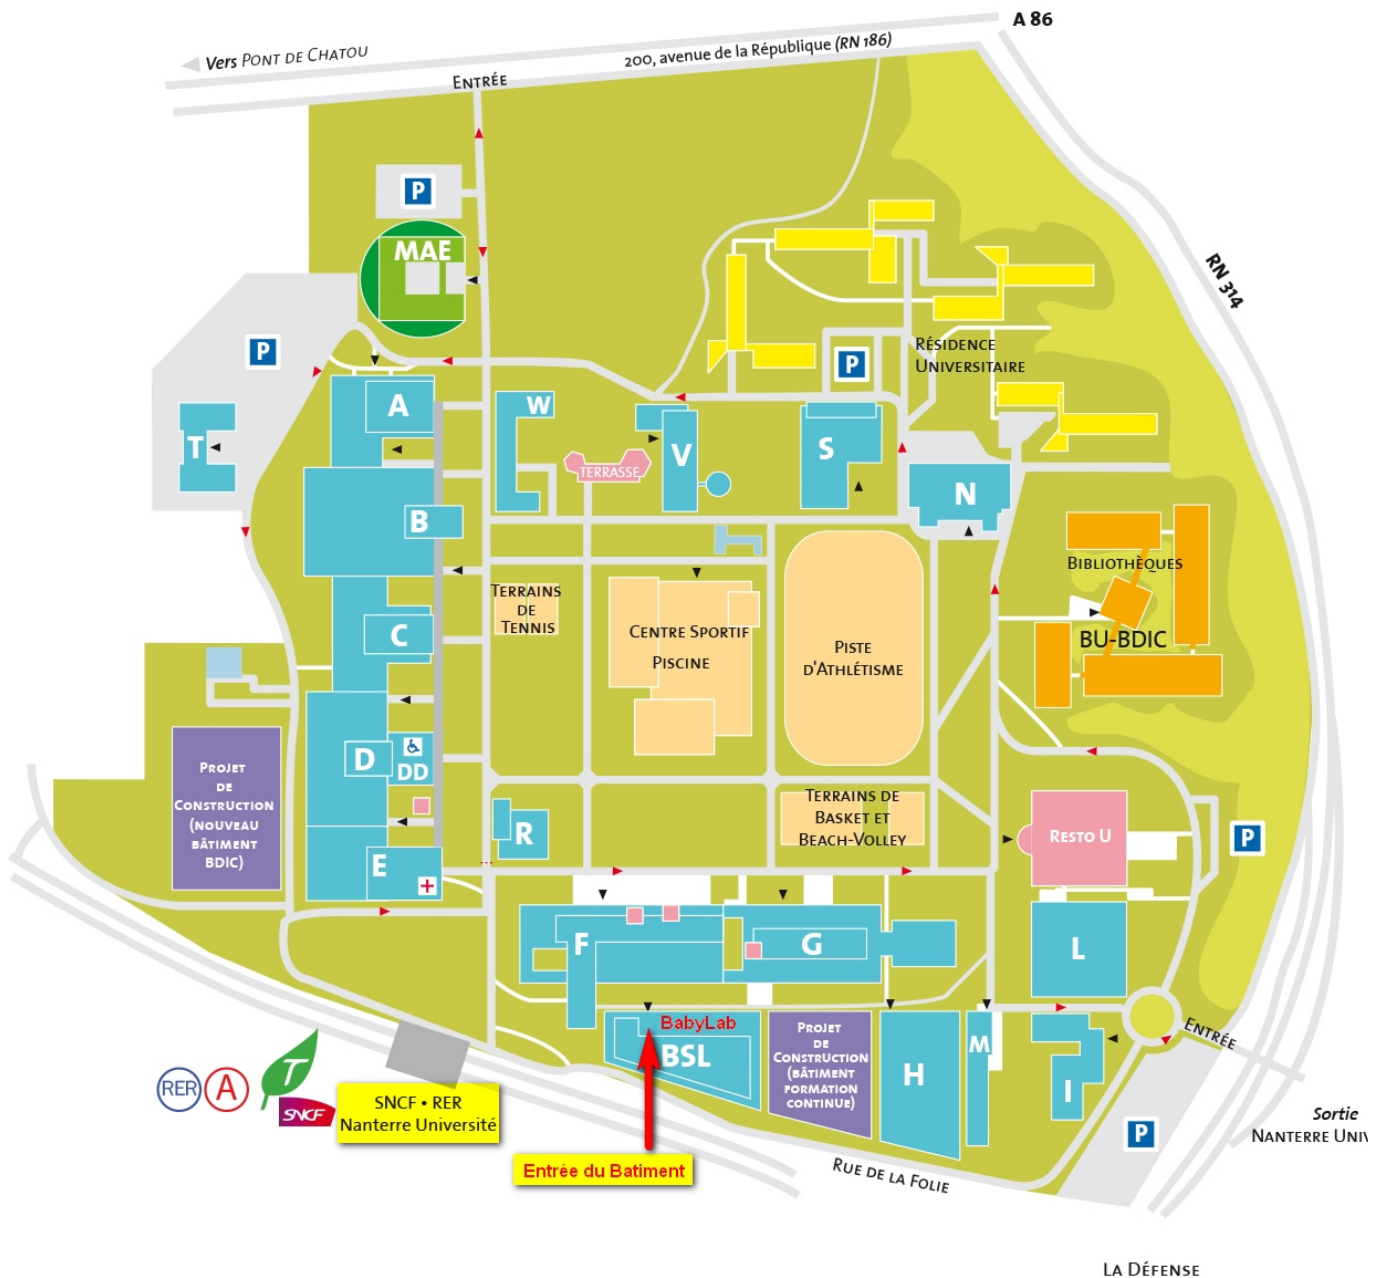 A 86
Vers PONT DE CHATOU
200, avenue de la République (RN 186)
ENTRÉE
P
MAE
RN 314
P
RÉSIDENCE
UNIVERSITAIRE
P
A
W
T
V
S
TERRASSE
N
B
BIBLIOTHÈQUES
TERRAINS
DE
TENNIS
C
CENTRE SPORTIF
PISCINE
PISTE
D'ATHLÉTISME
BU-BDIC
D
DD
PROJET
DE
CONSTRUCTION
(NOUVEAU
BÂTIMENT
BDIC)
TERRAINS DE
BASKET ET
BEACH-VOLLEY
R
RESTO U
P
E
F
G
L
BabyLab
BSL
PROJET
DE
CONSTRUCTION
(BÂTIMENT
FORMATION
CONTINUE)
H
M
I
ENTRÉE
RER A
T
SNCF
SNCF • RER
Nanterre Université
Entrée du Batiment
P
Sortie
NANTERRE UNIV
RUE DE LA FOLIE
LA DÉFENSE